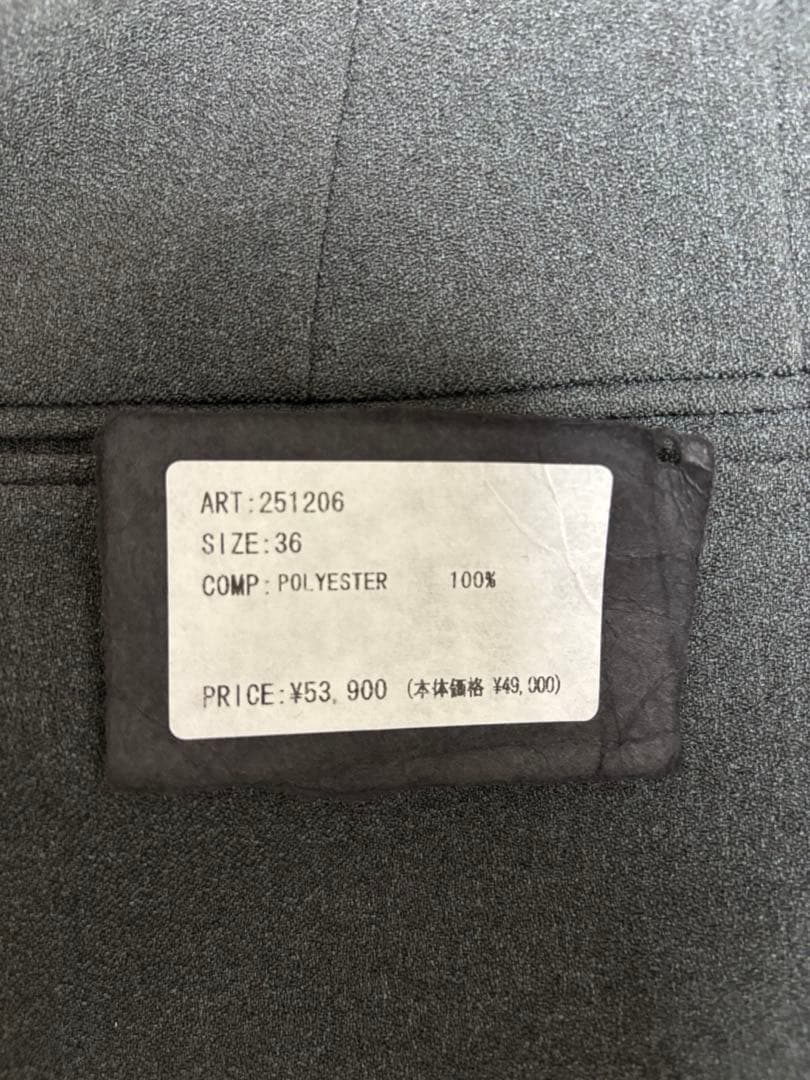 ART:251206
SIZE:36
COMP:POLYESTER 100%
PRICE:¥53,900 (本体価格 ¥49,000)